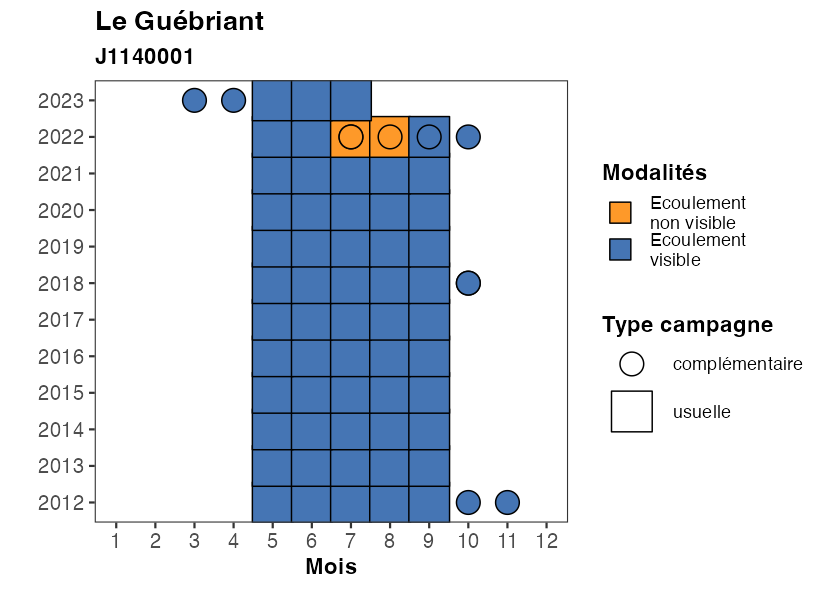 Le Guébriant
J1140001
2023
2022
2021
2020
2019
2018
2017
2016
2015
2014
2013
2012
1 2 3 4 5 6 7 8 9 10 11 12
Mois
Modalités
Ecoulement
non visible
Ecoulement
visible
Type campagne
complémentaire
usuelle